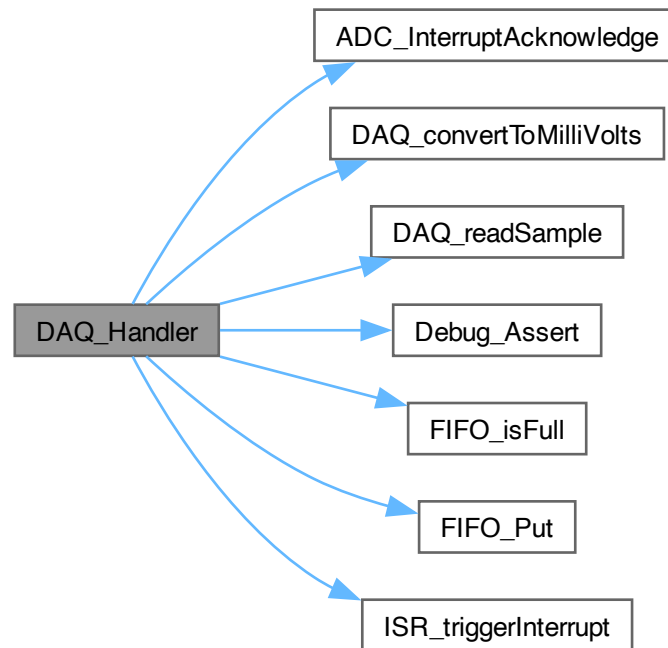 ADC_InterruptAcknowledge
DAQ_convertToMilliVolts
DAQ_readSample
DAQ_Handler
Debug_Assert
FIFO_isFull
FIFO_Put
ISR_triggerInterrupt